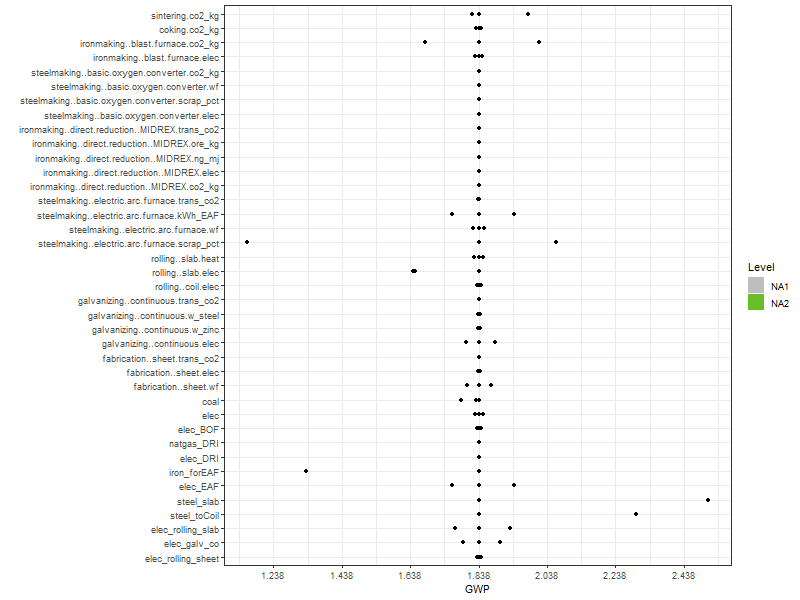 sintering.co2_kg
coking.co2_kg
ironmaking..blast.furnace.co2_kg
ironmaking..blast.furnace.elec
steelmaking..basic.oxygen.converter.co2_kg
steelmaking..basic.oxygen.converter.wf
steelmaking..basic.oxygen.converter.scrap_pct
steelmaking..basic.oxygen.converter.elec
ironmaking..direct.reduction..MIDREX.trans_co2
ironmaking..direct.reduction..MIDREX.ore_kg
ironmaking..direct.reduction..MIDREX.ng_mj
ironmaking..direct.reduction..MIDREX.elec
ironmaking..direct.reduction..MIDREX.co2_kg
steelmaking..electric.arc.furnace.trans_co2
steelmaking..electric.arc.furnace.kWh_EAF
steelmaking..electric.arc.furnace.wf
steelmaking..electric.arc.furnace.scrap_pct
rolling..slab.heat
rolling..slab.elec
rolling..coil.elec
galvanizing..continuous.trans_co2
galvanizing..continuous.w_steel
galvanizing..continuous.w_zinc
galvanizing..continuous.elec
fabrication..sheet.trans_co2
fabrication..sheet.elec
fabrication..sheet.wf
coal
elec
elec_BOF
natgas_DRI
elec_DRI
iron_forEAF
elec_EAF
steel_slab
steel_toCoil
elec_rolling_slab
elec_galv_co
elec_rolling_sheet
1.238 1.438 1.638 1.838 2.038 2.238 2.438
GWP
Level
NA1
NA2